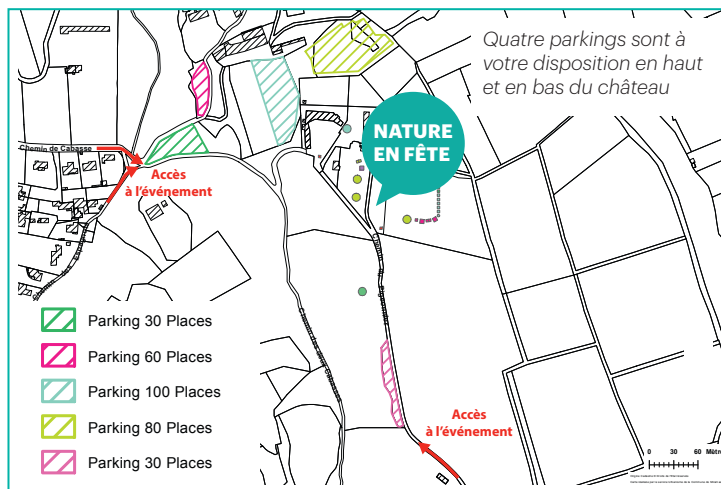 Quatre parkings sont à
votre disposition en haut
et en bas du château
NATURE
EN FÊTE
Chemin de Cabasse
Accès
à l'événement
Parking 30 Places
Parking 60 Places
Parking 100 Places
Parking 80 Places
Parking 30 Places
Accès
à l'événement
0 30 60 Mètre